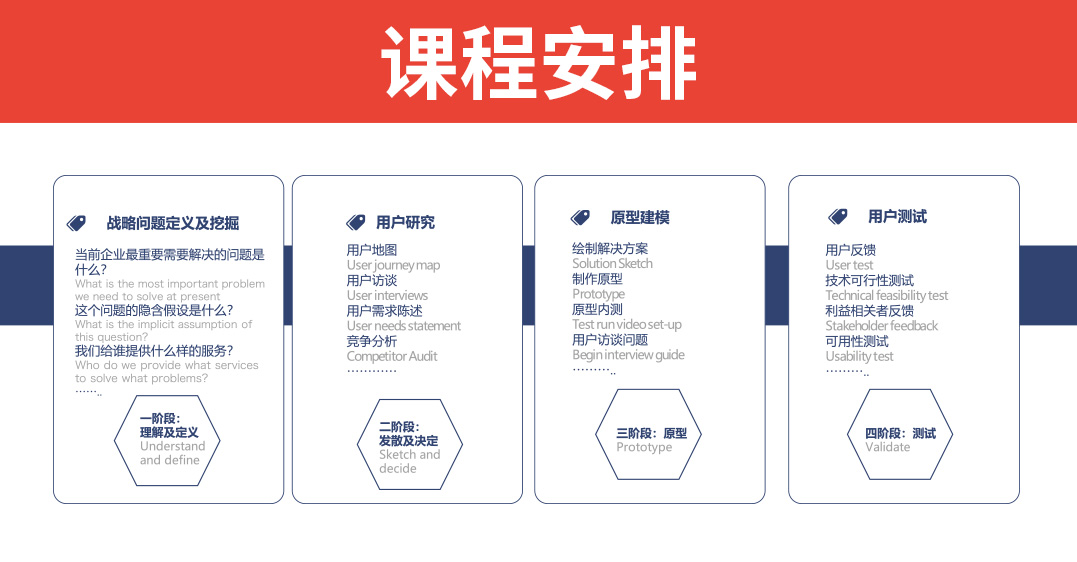 课程安排
战略问题定义及挖掘
当前企业最重要需要解决的问题是
什么?
What is the most important problem
we need to solve at present
这个问题的隐含假设是什么?
What is the implicit assumption of
this question?
我们给谁提供什么样的服务?
Who do we provide what services
to solve what problems?
……..
一阶段：
理解及定义
Understand
and define
用户研究
用户地图
User journey map
用户访谈
User interviews
用户需求陈述
User needs statement
竞争分析
Competitor Audit
…………
二阶段：
发散及决定
Sketch and
decide
原型建模
绘制解决方案
Solution Sketch
制作原型
Prototype
原型内测
Test run video set-up
用户访谈问题
Begin interview guide
………..
三阶段：原型
Prototype
用户测试
用户反馈
User test
技术可行性测试
Technical feasibility test
利益相关者反馈
Stakeholder feedback
可用性测试
Usability test
………..
四阶段：测试
Validate